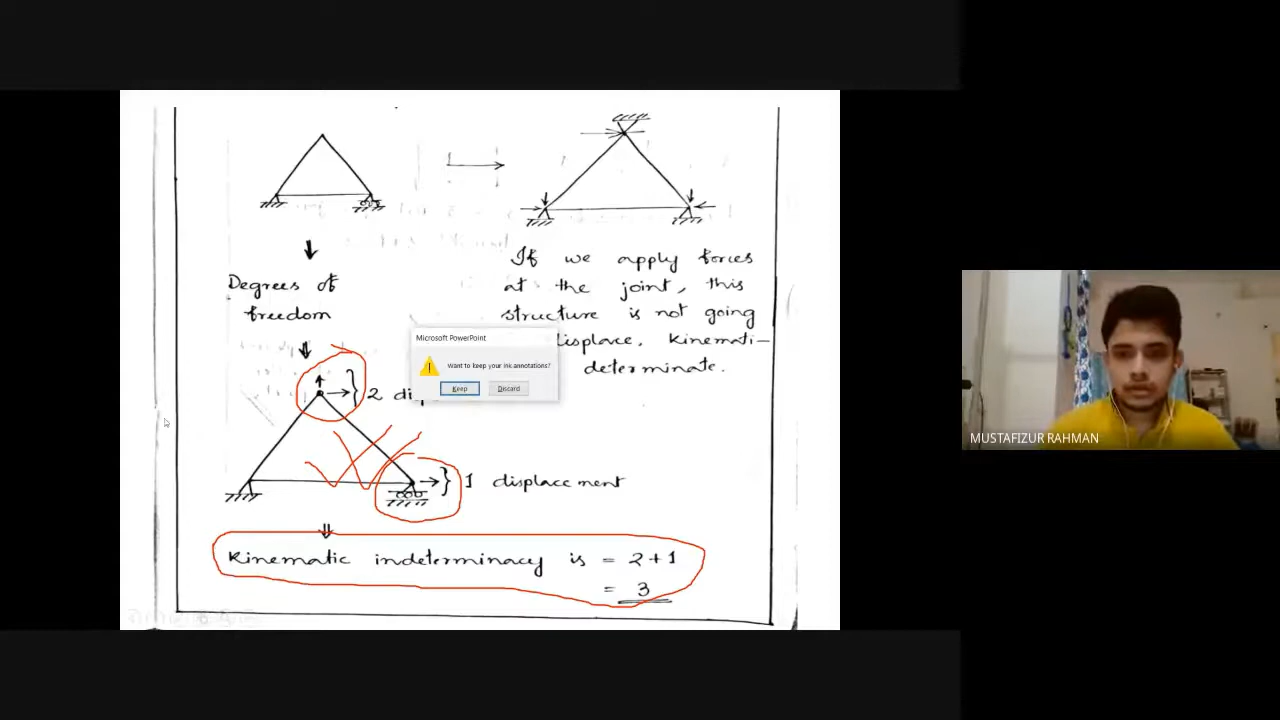 Degrees of
freedom
If we apply forces
at the joint, this
structure is not going
displace, kinemati-
determinate.
Microsoft PowerPoint
Want to keep your ink annotations?
Keep
Discard
} 2
} 1 displacement
Kinematic indeterminacy is = 2+1
= 3
MUSTAFIZUR RAHMAN